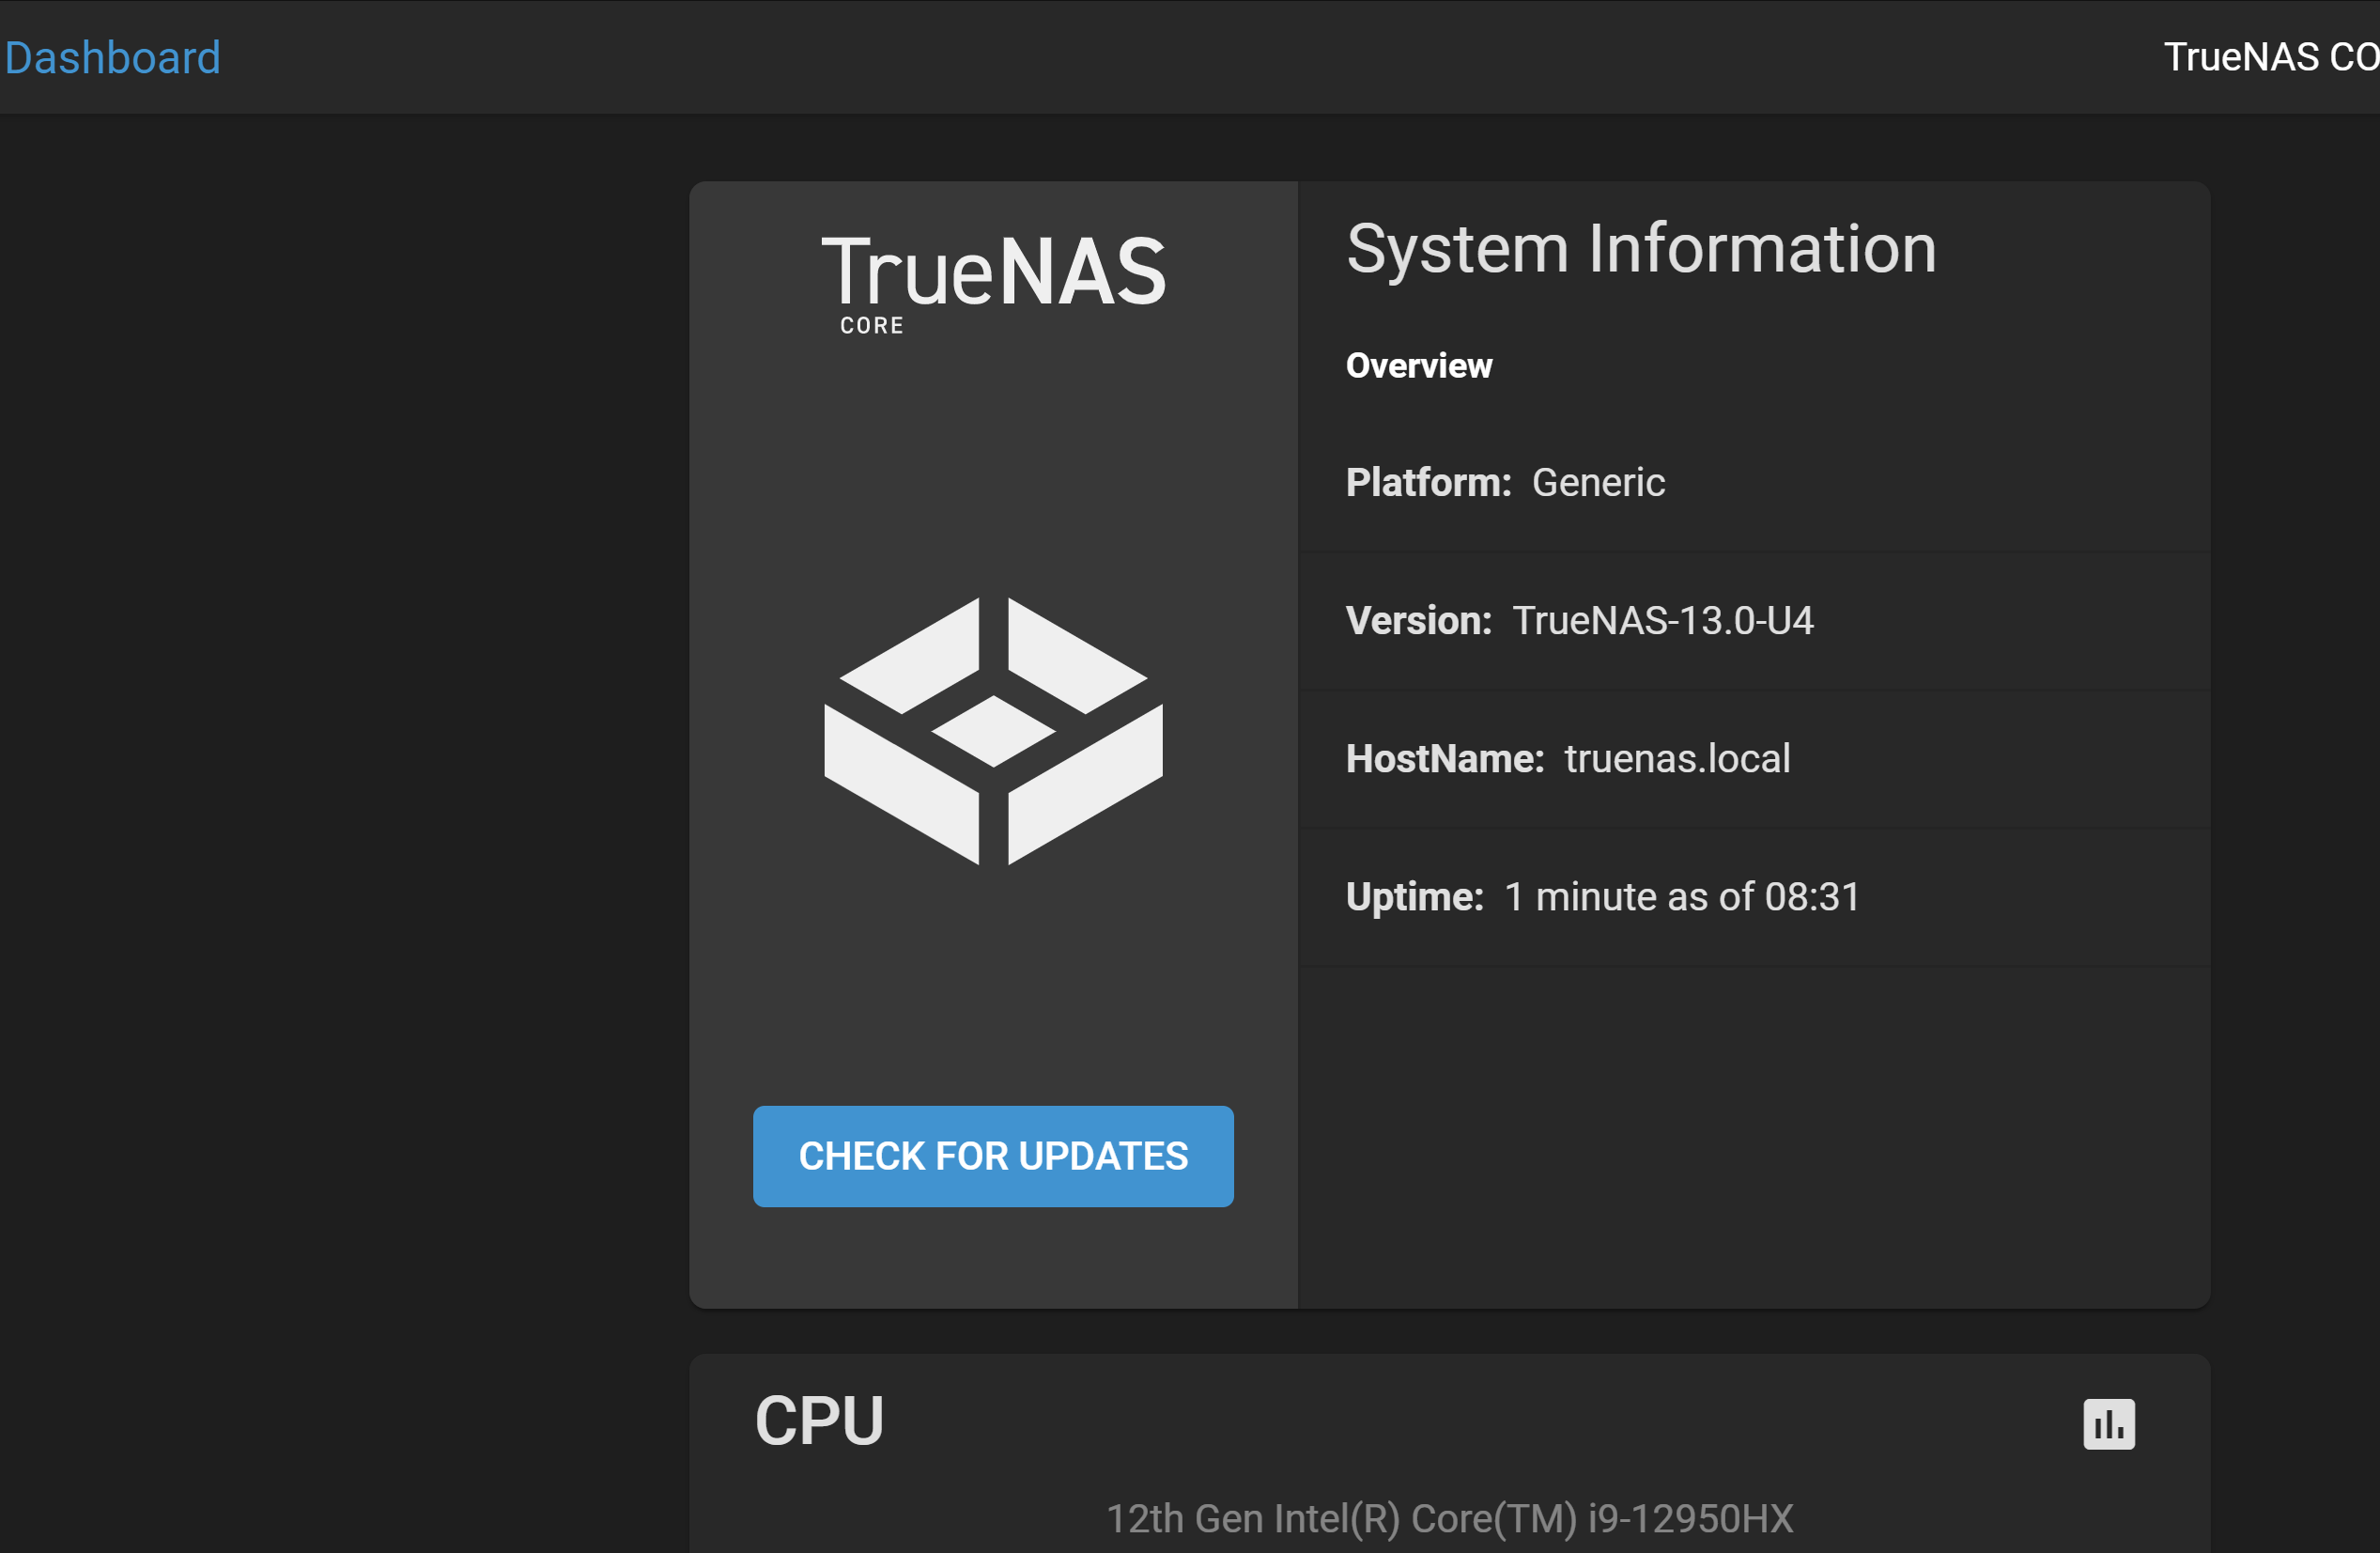 Dashboard
TrueNAS CO
TrueNAS
CORE
CHECK FOR UPDATES
System Information
Overview
Platform: Generic
Version: TrueNAS-13.0-U4
HostName: truenas.local
Uptime: 1 minute as of 08:31
CPU
12th Gen Intel(R) Core(TM) i9-12950HX